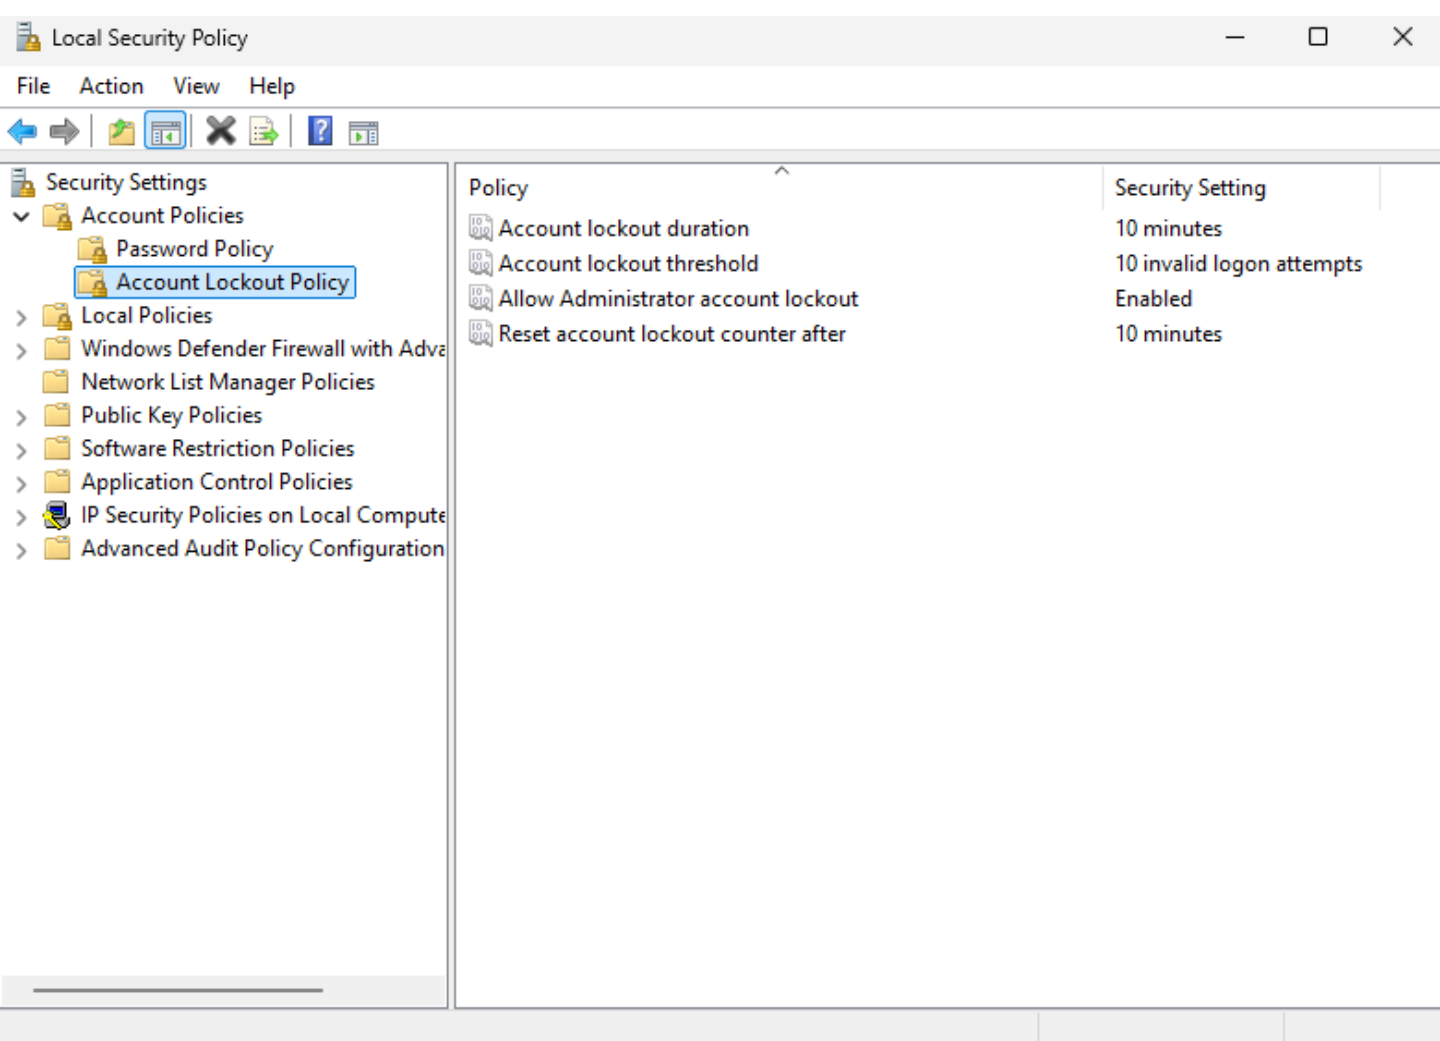 Local Security Policy
File Action View Help
Security Settings
Account Policies
Password Policy
Account Lockout Policy
Local Policies
Windows Defender Firewall with Adva
Network List Manager Policies
Public Key Policies
Software Restriction Policies
Application Control Policies
IP Security Policies on Local Compute
Advanced Audit Policy Configuration
Policy Security Setting
Account lockout duration 10 minutes
Account lockout threshold 10 invalid logon attempts
Allow Administrator account lockout Enabled
Reset account lockout counter after 10 minutes